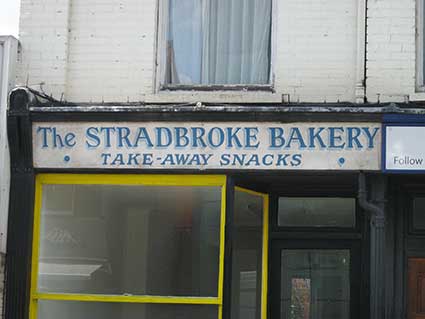 The STRADBROKE BAKERY
TAKE-AWAY SNACKS
Follow